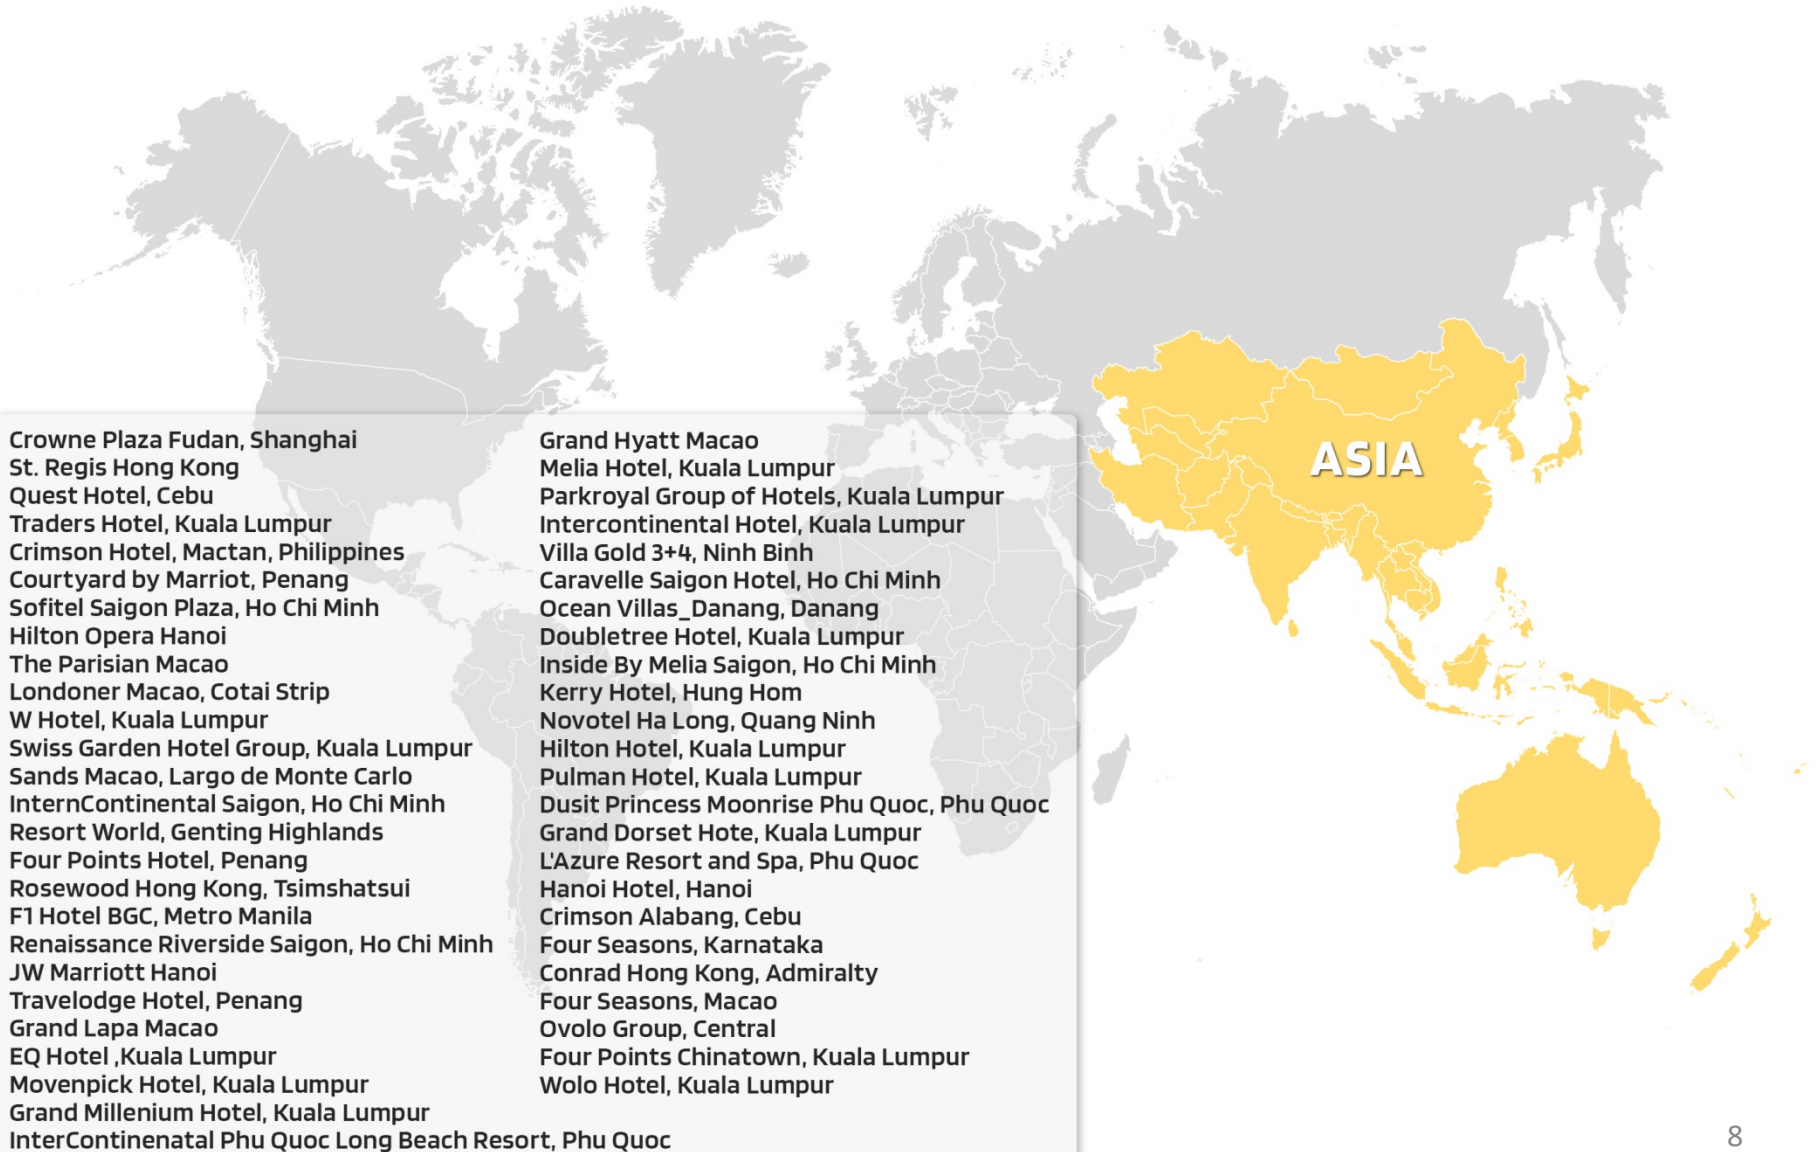 ASIA
Crowne Plaza Fudan, Shanghai
St. Regis Hong Kong
Quest Hotel, Cebu
Traders Hotel, Kuala Lumpur
Crimson Hotel, Mactan, Philippines
Courtyard by Marriot, Penang
Sofitel Saigon Plaza, Ho Chi Minh
Hilton Opera Hanoi
The Parisian Macao
Londoner Macao, Cotai Strip
W Hotel, Kuala Lumpur
Swiss Garden Hotel Group, Kuala Lumpur
Sands Macao, Largo de Monte Carlo
InternContinental Saigon, Ho Chi Minh
Resort World, Genting Highlands
Four Points Hotel, Penang
Rosewood Hong Kong, Tsimshatsui
F1 Hotel BGC, Metro Manila
Renaissance Riverside Saigon, Ho Chi Minh
JW Marriott Hanoi
Travelodge Hotel, Penang
Grand Lapa Macao
EQ Hotel ,Kuala Lumpur
Movenpick Hotel, Kuala Lumpur
Grand Millenium Hotel, Kuala Lumpur
InterContinenatal Phu Quoc Long Beach Resort, Phu Quoc
Grand Hyatt Macao
Melia Hotel, Kuala Lumpur
Parkroyal Group of Hotels, Kuala Lumpur
Intercontinental Hotel, Kuala Lumpur
Villa Gold 3+4, Ninh Binh
Caravelle Saigon Hotel, Ho Chi Minh
Ocean Villas_Danang, Danang
Doubletree Hotel, Kuala Lumpur
Inside By Melia Saigon, Ho Chi Minh
Kerry Hotel, Hung Hom
Novotel Ha Long, Quang Ninh
Hilton Hotel, Kuala Lumpur
Pulman Hotel, Kuala Lumpur
Dusit Princess Moonrise Phu Quoc, Phu Quoc
Grand Dorset Hote, Kuala Lumpur
L'Azure Resort and Spa, Phu Quoc
Hanoi Hotel, Hanoi
Crimson Alabang, Cebu
Four Seasons, Karnataka
Conrad Hong Kong, Admiralty
Four Seasons, Macao
Ovolo Group, Central
Four Points Chinatown, Kuala Lumpur
Wolo Hotel, Kuala Lumpur
8